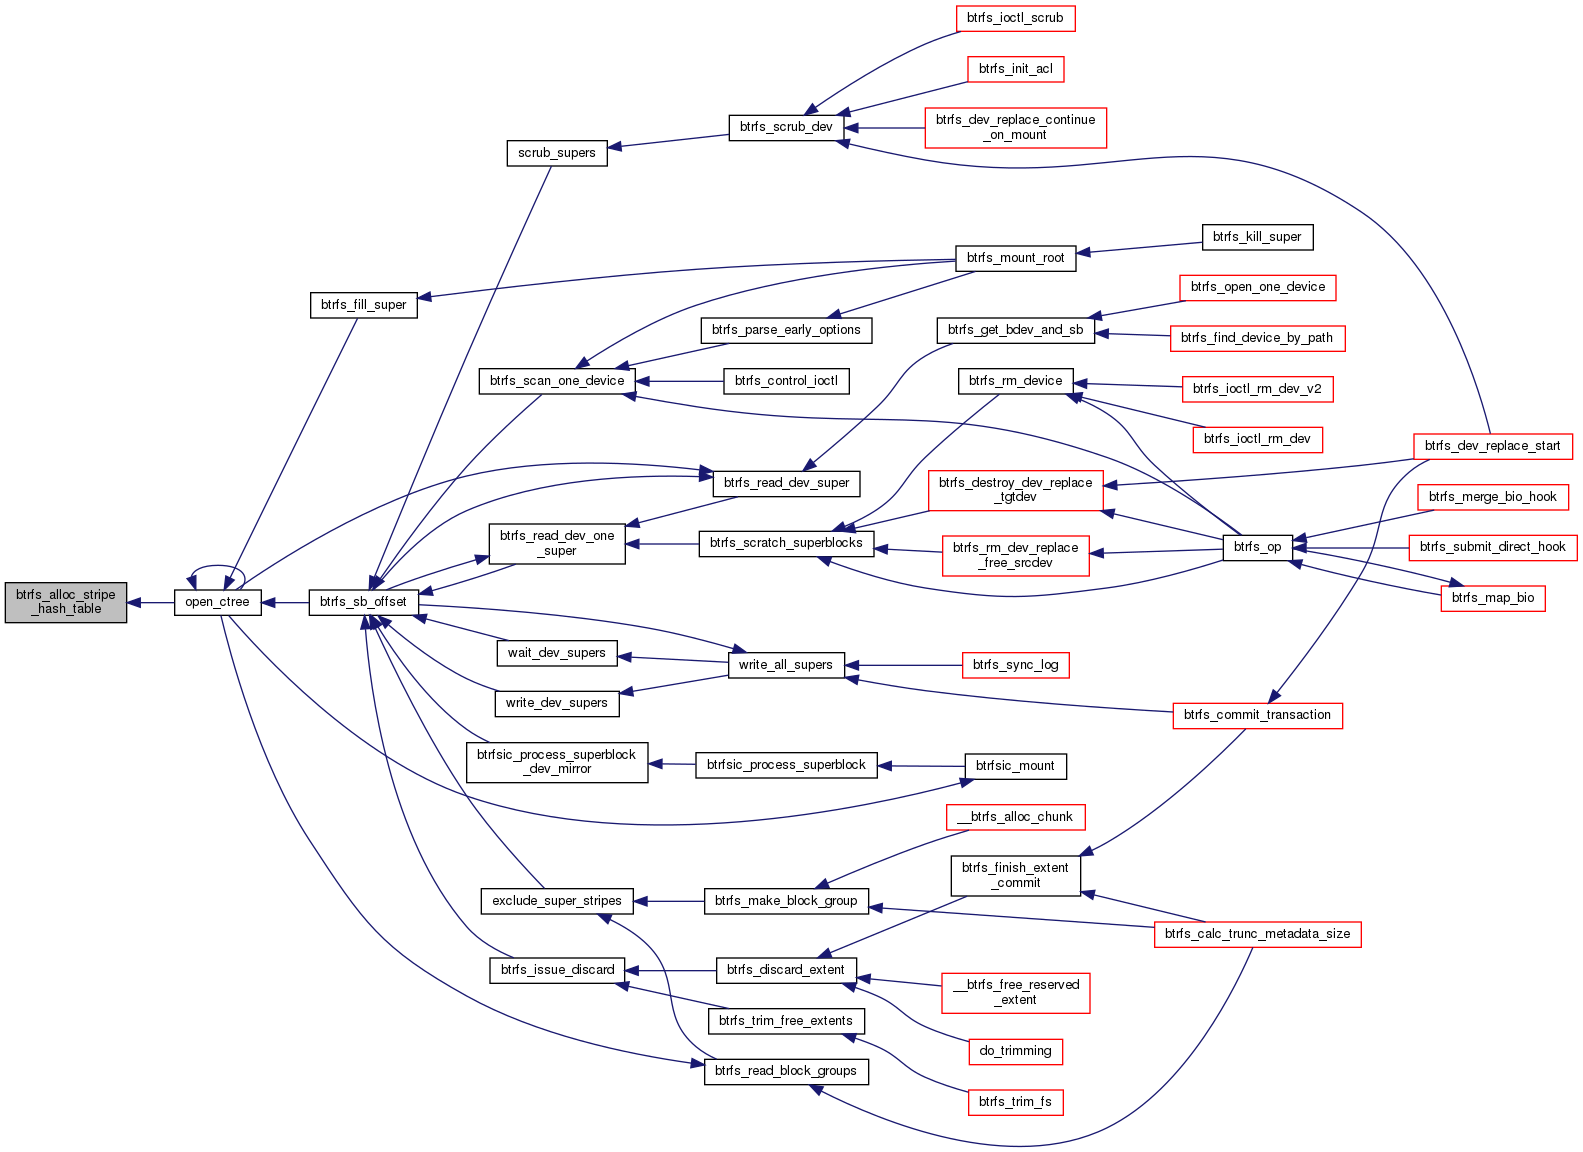 btrfs_ioctl_scrub
btrfs_init_acl
btrfs_dev_replace_continue
_on_mount
btrfs_scrub_dev
scrub_supers
btrfs_kill_super
btrfs_mount_root
btrfs_open_one_device
btrfs_fill_super
btrfs_parse_early_options
btrfs_get_bdev_and_sb
btrfs_find_device_by_path
btrfs_scan_one_device
btrfs_control_ioctl
btrfs_rm_device
btrfs_ioctl_rm_dev_v2
btrfs_ioctl_rm_dev
btrfs_dev_replace_start
btrfs_read_dev_super
btrfs_destroy_dev_replace
_tgtdev
btrfs_merge_bio_hook
btrfs_read_dev_one
_super
btrfs_scratch_superblocks
btrfs_rm_dev_replace
_free_srcdev
btrfs_op
btrfs_submit_direct_hook
btrfs_alloc_stripe
_hash_table
open_ctree
btrfs_sb_offset
btrfs_map_bio
wait_dev_supers
write_all_supers
btrfs_sync_log
write_dev_supers
btrfs_commit_transaction
btrfsic_process_superblock
_dev_mirror
btrfsic_process_superblock
btrfsic_mount
__btrfs_alloc_chunk
btrfs_finish_extent
_commit
exclude_super_stripes
btrfs_make_block_group
btrfs_calc_trunc_metadata_size
btrfs_issue_discard
btrfs_discard_extent
__btrfs_free_reserved
_extent
btrfs_trim_free_extents
do_trimming
btrfs_read_block_groups
btrfs_trim_fs